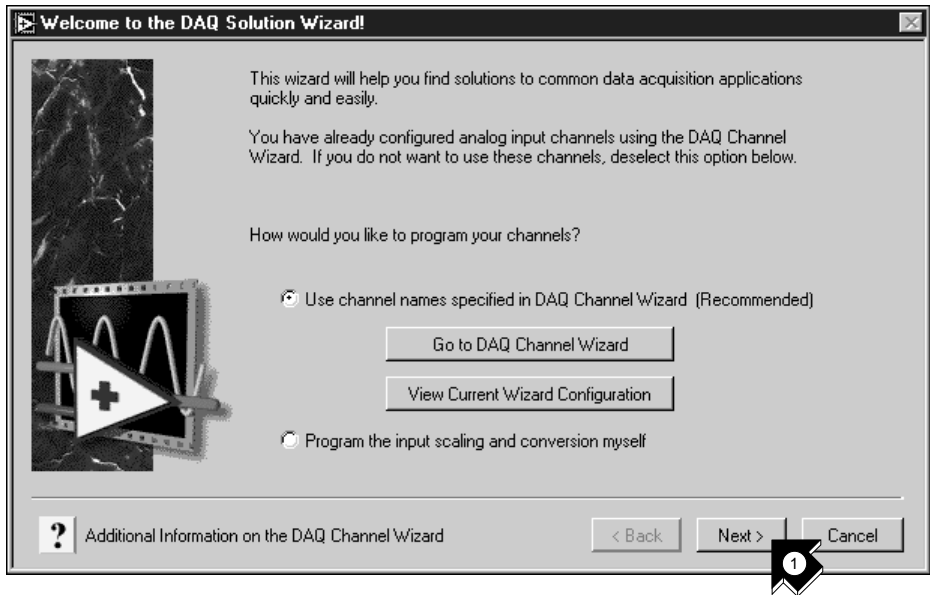 Welcome to the DAQ Solution Wizard!
This wizard will help you find solutions to common data acquisition applications
quickly and easily.
You have already configured analog input channels using the DAQ Channel
Wizard.  If you do not want to use these channels, deselect this option below.
How would you like to program your channels?
Use channel names specified in DAQ Channel Wizard  (Recommended)
Go to DAQ Channel Wizard
View Current Wizard Configuration
Program the input scaling and conversion myself
? Additional Information on the DAQ Channel Wizard
< Back
Next >
Cancel
1